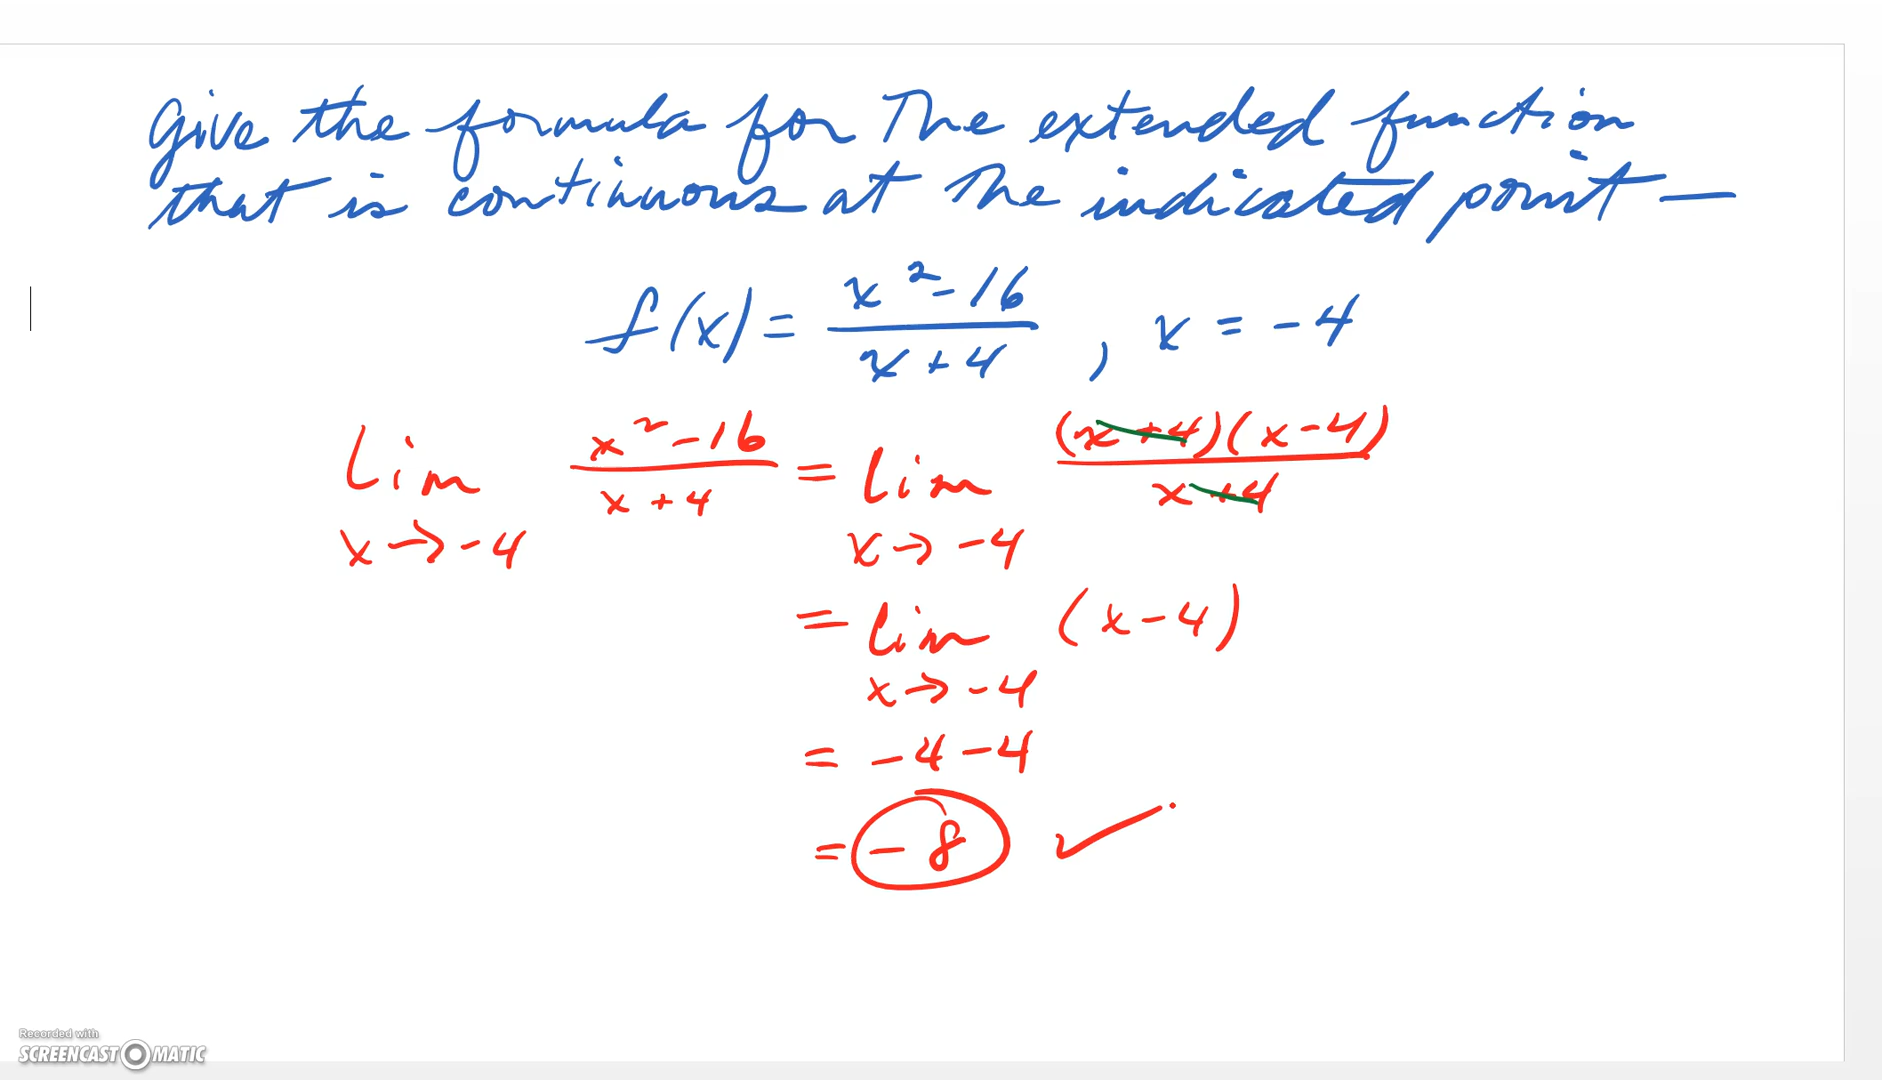 Give the formula for The extended function
that is continuous at The indicated point —
f(x) = (x² - 16)/(x + 4) , x = -4
lim x→-4 (x² - 16)/(x + 4) = lim x→-4 ((x+4)(x-4))/(x+4)
= lim x→-4 (x - 4)
= -4 - 4
= -8 ✓
Recorded with
SCREENCAST O MATIC